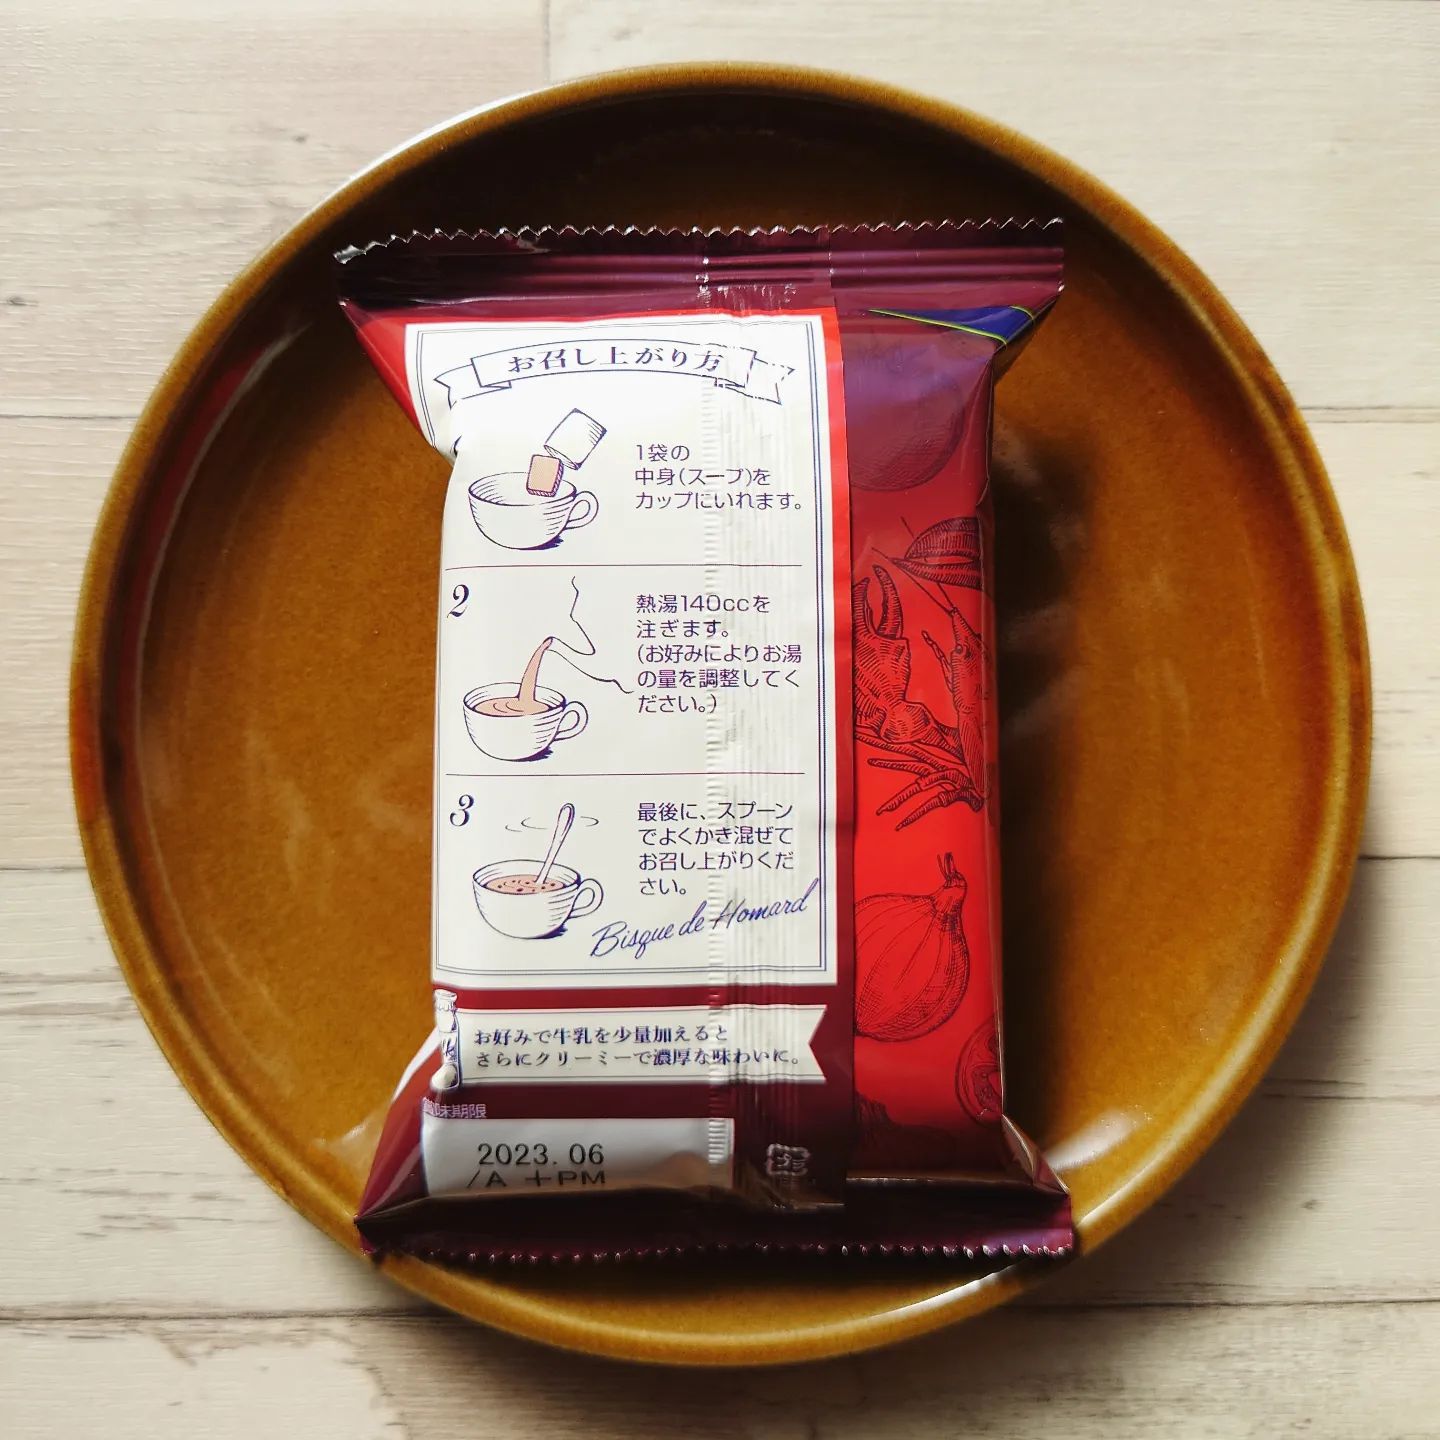 お召し上がり方
1袋の
中身(スープ)を
カップにいれます。
2
熱湯140ccを
注ぎます。
(お好みによりお湯
の量を調整してく
ださい。)
3
最後に、スプーン
でよくかき混ぜて
お召し上がりくだ
さい。
Bisque de Homard
お好みで牛乳を少量加えると
さらにクリーミーで濃厚な味わいに。
味期限
2023.06
/A +PM
プラ